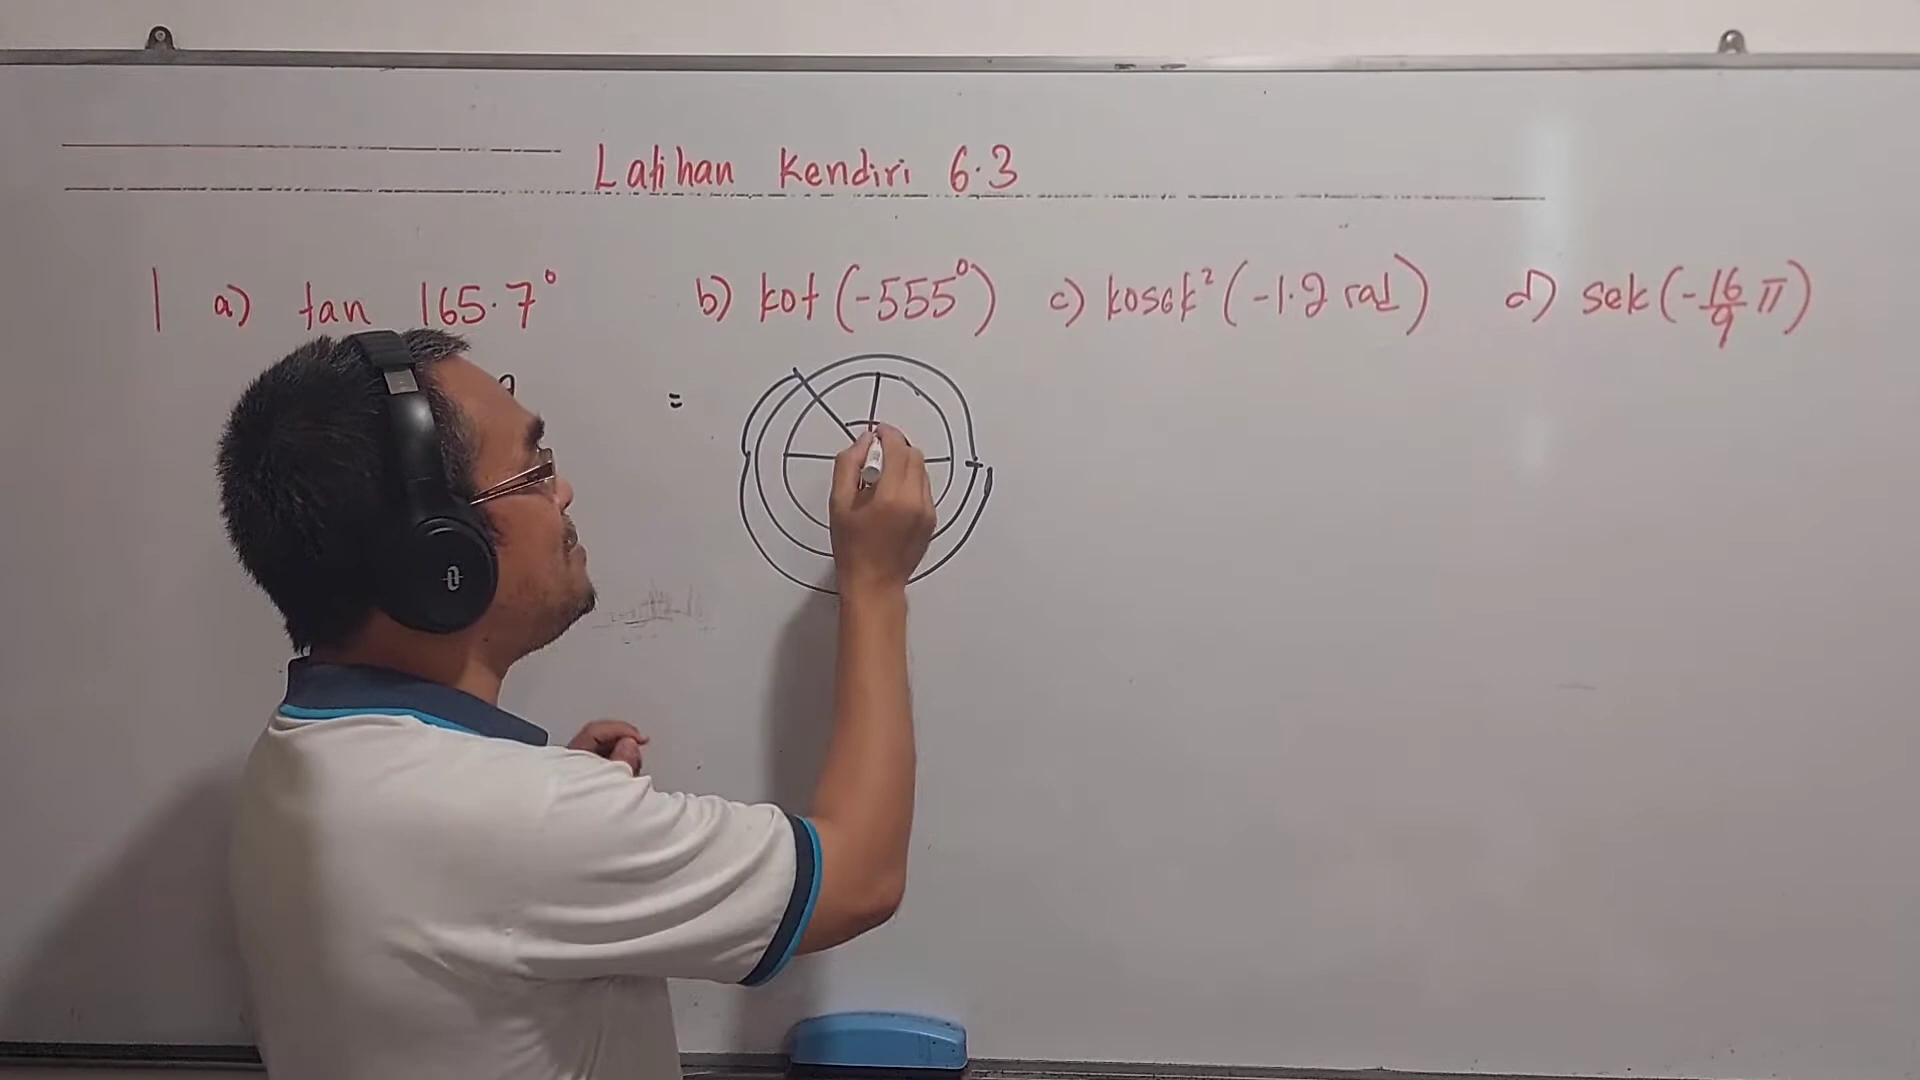 Latihan Kendiri 6.3
1 a) tan 165.7° b) kot (-555°) c) kosek² (-1.2 rad) d) sek (-16/9 π)
=